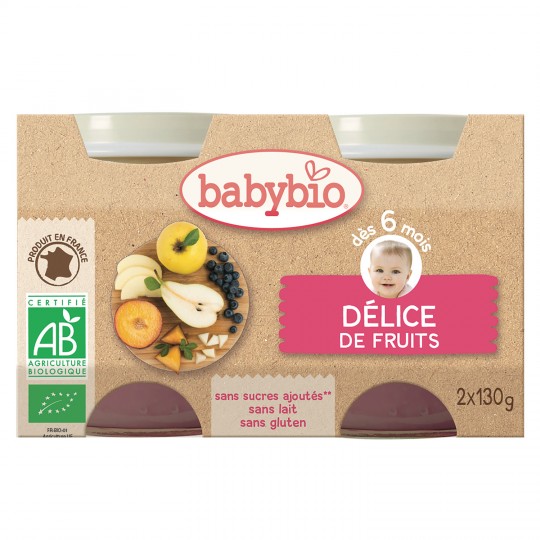 babybio
PRODUIT EN FRANCE
dès 6 mois
DÉLICE
DE FRUITS
CERTIFIÉ
AB
AGRICULTURE
BIOLOGIQUE
sans sucres ajoutés**
sans lait
sans gluten
2x130g